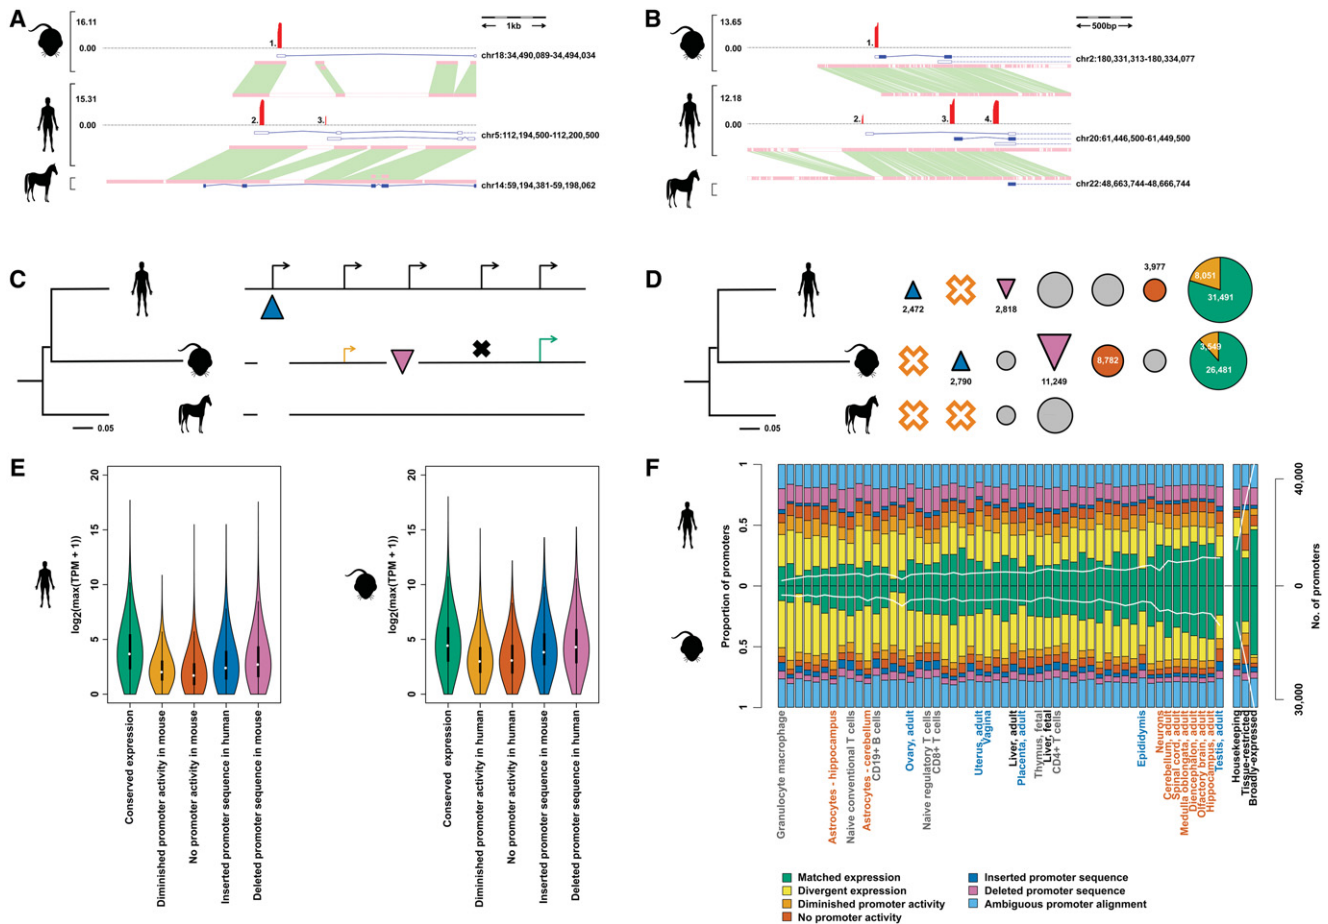 A
16.11
0.00
1.
1kb
chr18:34,490,089-34,494,034
15.31
0.00
2.
3.
chr5:112,194,500-112,200,500
chr14:59,194,381-59,198,062
B
13.65
0.00
1.
500bp
chr2:180,331,313-180,334,077
12.18
0.00
2.
3.
4.
chr20:61,446,500-61,449,500
chr22:48,663,744-48,666,744
C
0.05
D
2,472
2,818
3,977
8,051
31,491
2,790
11,249
8,782
3,549
26,481
0.05
E
log2(max(TPM + 1))
20
15
10
5
0
Conserved expression
Diminished promoter activity in mouse
No promoter activity in mouse
Inserted promoter sequence in human
Deleted promoter sequence in mouse
log2(max(TPM + 1))
20
15
10
5
0
Conserved expression
Diminished promoter activity in human
No promoter activity in human
Inserted promoter sequence in mouse
Deleted promoter sequence in human
F
Proportion of promoters
1
0.5
0
0.5
1
No. of promoters
40,000
0
30,000
Granulocyte macrophage
Astrocytes - hippocampus
Naive conventional T cells
Astrocytes - cerebellum
CD19+ B cells
Ovary, adult
Naive regulatory T cells
CD8+ T cells
Uterus, adult
Vagina
Liver, adult
Placenta, adult
Thymus, fetal
Liver, fetal
CD4+ T cells
Epididymis
Neurons
Cerebellum, adult
Spinal cord, adult
Medulla oblongata, adult
Diencephalon, adult
Olfactory brain, adult
Hippocampus, adult
Testis, adult
Housekeeping
Tissue-restricted
Broadly-expressed
Matched expression
Divergent expression
Diminished promoter activity
No promoter activity
Inserted promoter sequence
Deleted promoter sequence
Ambiguous promoter alignment